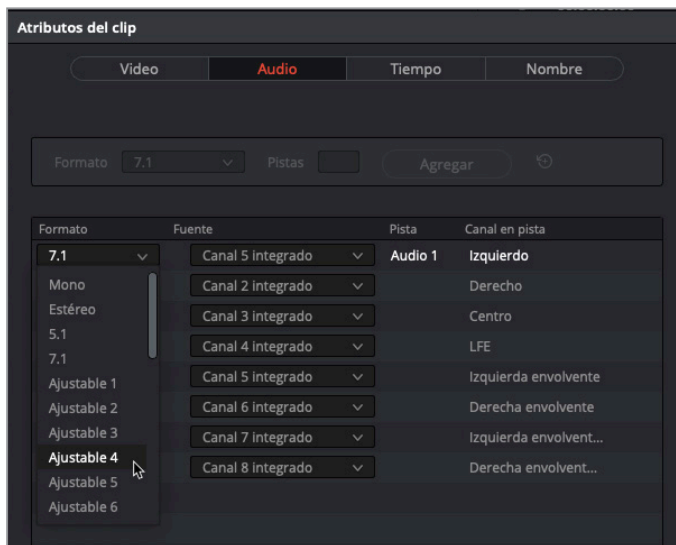 Atributos del clip
Video Audio Tiempo Nombre
Formato 7.1 Pistas Agregar
Formato Fuente Pista Canal en pista
7.1 Canal 5 integrado Audio 1 Izquierdo
Mono Canal 2 integrado Derecho
Estéreo Canal 3 integrado Centro
5.1 Canal 4 integrado LFE
7.1
Ajustable 1 Canal 5 integrado Izquierda envolvente
Ajustable 2 Canal 6 integrado Derecha envolvente
Ajustable 3 Canal 7 integrado Izquierda envolvent...
Ajustable 4 Canal 8 integrado Derecha envolvent...
Ajustable 5
Ajustable 6